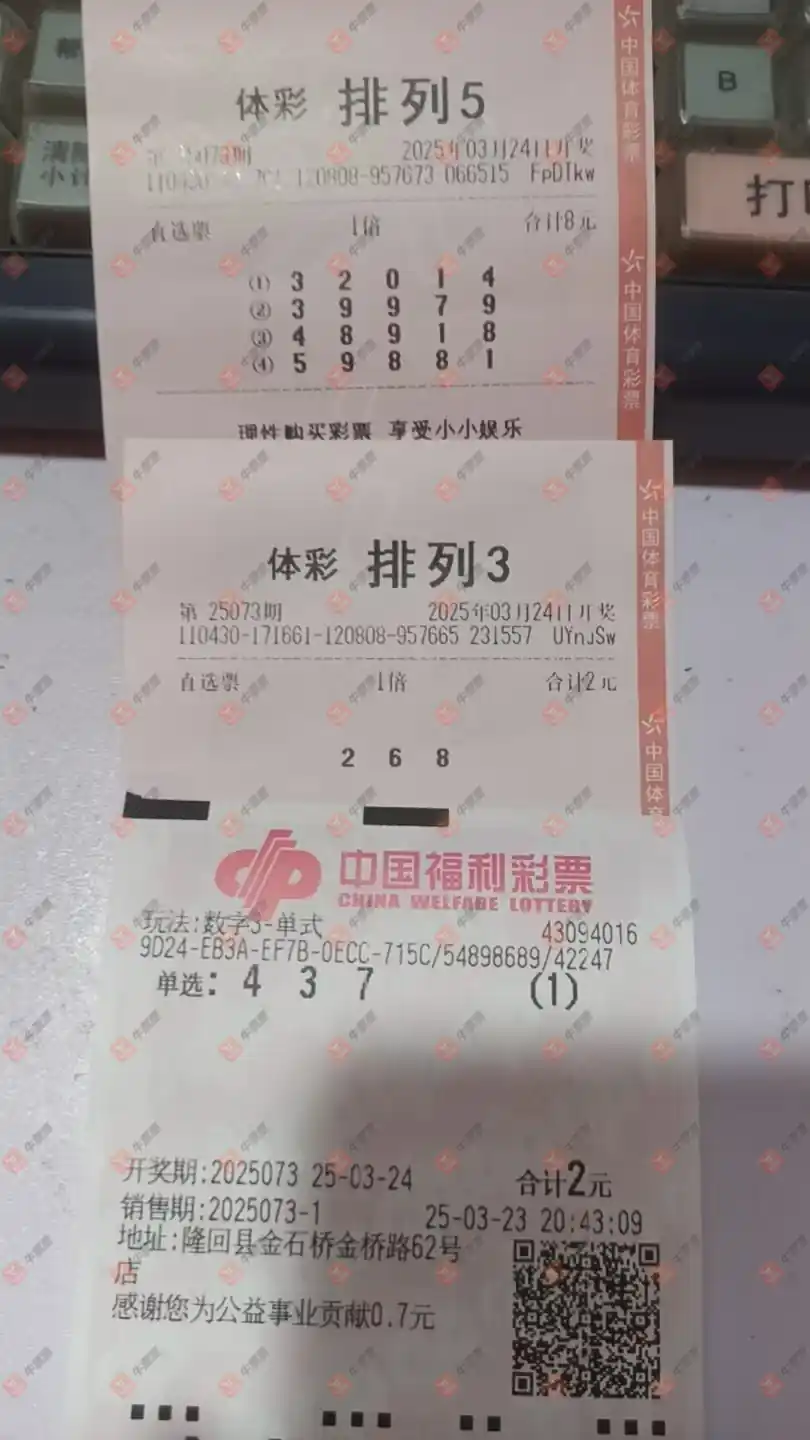 B
清除
小计
体彩 排列5
2025年03月24日开奖
120808-957673 066515 FpDTkw
直选票 1倍 合计8元
(1) 3 2 0 1 4
(2) 3 9 9 7 9
(3) 4 8 9 1 8
(4) 5 9 8 8 1
理性购买彩票 享受小小娱乐
中国体育彩票
中国体育彩票
体彩 排列3
第 25073期 2025年03月24日开奖
110430-171661-120808-957665 231557 UYnJSw
直选票 1倍 合计2元
2 6 8
中国体育彩票
中国体育
中国福利彩票
CHINA WELFARE LOTTERY
玩法:数字3-单式 43094016
9D24-EB3A-EF7B-0ECC-715C/54898689/42247
单选: 4 3 7 (1)
开奖期:2025073 25-03-24 合计2元
销售期:2025073-1 25-03-23 20:43:09
地址:隆回县金石桥金桥路62号
店
感谢您为公益事业贡献0.7元